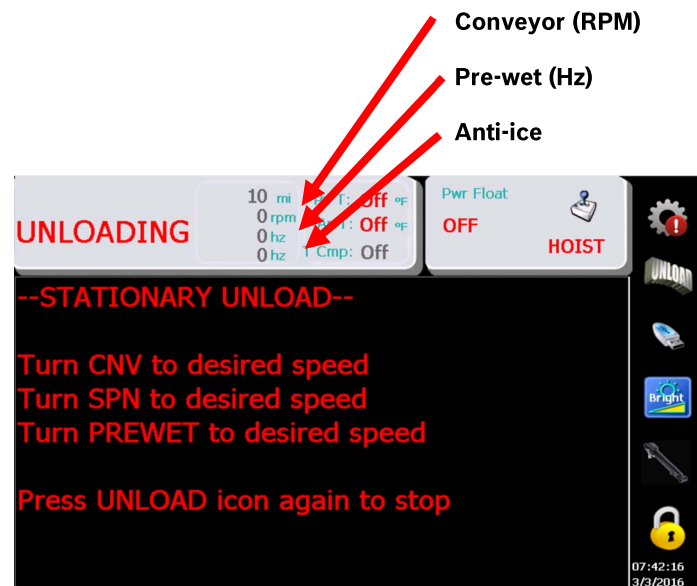 Conveyor (RPM)
Pre-wet (Hz)
Anti-ice
UNLOADING
10 mi
0 rpm
0 hz
0 hz
T: Off °F
T: Off °F
T Cmp: Off
Pwr Float
OFF
HOIST
UNLOAD
--STATIONARY UNLOAD--
Turn CNV to desired speed
Turn SPN to desired speed
Turn PREWET to desired speed
Press UNLOAD icon again to stop
Bright
07:42:16
3/3/2016